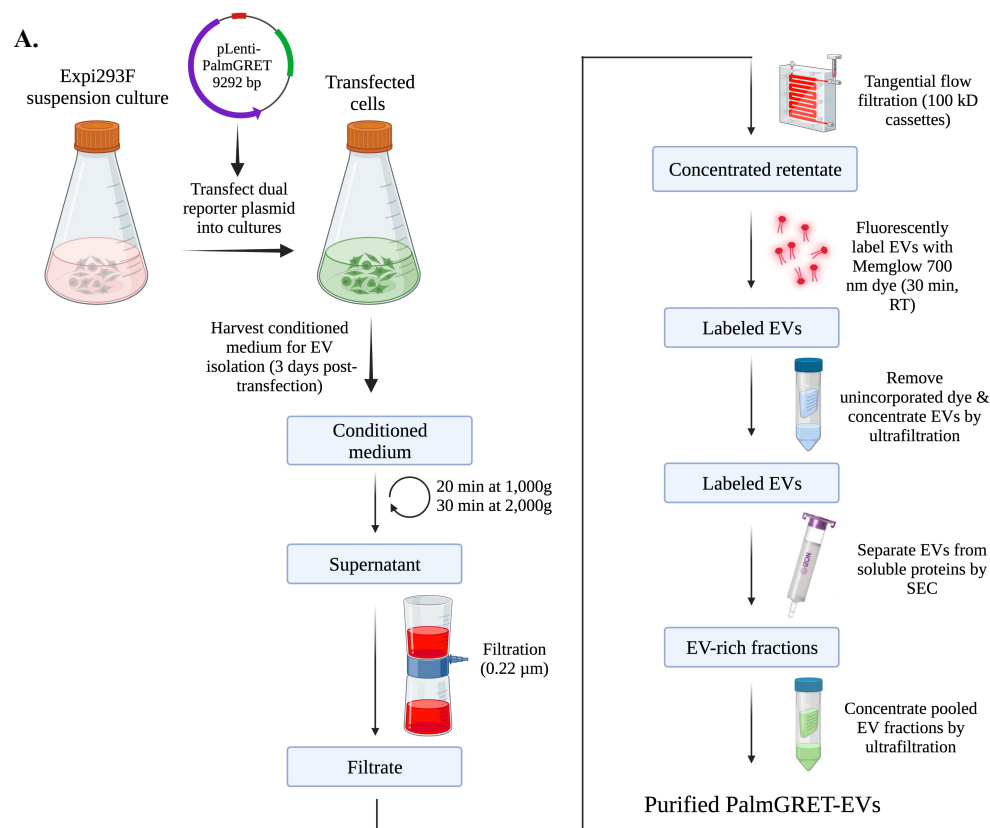 A.
Expi293F
suspension culture
pLenti-
PalmGRET
9292 bp
Transfected
cells
Transfect dual
reporter plasmid
into cultures
Harvest conditioned
medium for EV
isolation (3 days post-
transfection)
Conditioned
medium
20 min at 1,000g
30 min at 2,000g
Supernatant
Filtration
(0.22 µm)
Filtrate
Tangential flow
filtration (100 kD
cassettes)
Concentrated retentate
Fluorescently
label EVs with
Memglow 700
nm dye (30 min,
RT)
Labeled EVs
Remove
unincorporated dye &
concentrate EVs by
ultrafiltration
Labeled EVs
Separate EVs from
soluble proteins by
SEC
EV-rich fractions
Concentrate pooled
EV fractions by
ultrafiltration
Purified PalmGRET-EVs